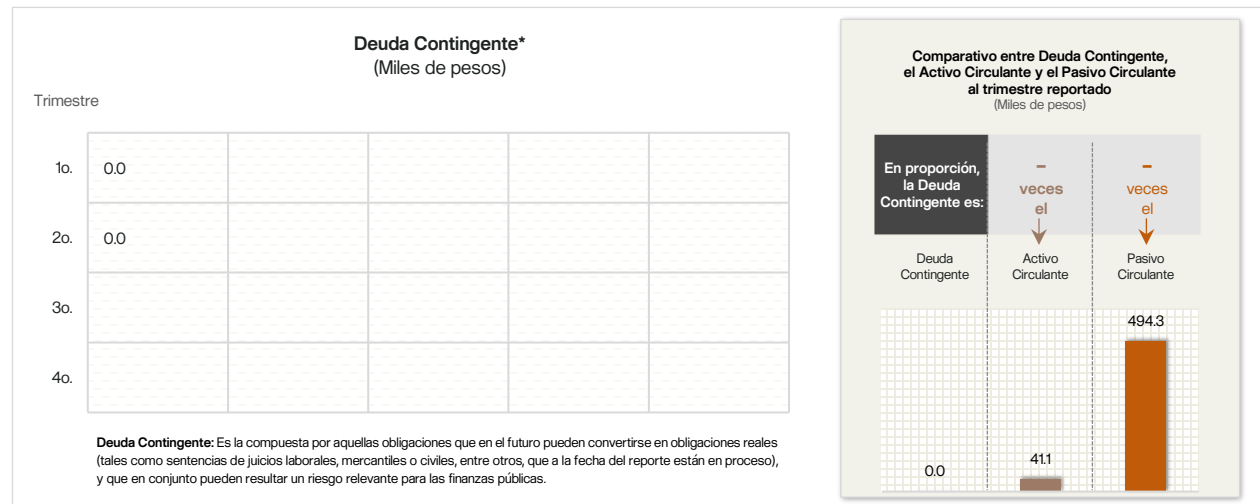 Deuda Contingente*
(Miles de pesos)
Trimestre
1o. 0.0
2o. 0.0
3o.
4o.
Deuda Contingente: Es la compuesta por aquellas obligaciones que en el futuro pueden convertirse en obligaciones reales
(tales como sentencias de juicios laborales, mercantiles o civiles, entre otros, que a la fecha del reporte están en proceso),
y que en conjunto pueden resultar un riesgo relevante para las finanzas públicas.
Comparativo entre Deuda Contingente,
el Activo Circulante y el Pasivo Circulante
al trimestre reportado
(Miles de pesos)
En proporción,
la Deuda
Contingente es:
–
veces
el
–
veces
el
Deuda
Contingente
Activo
Circulante
Pasivo
Circulante
0.0
41.1
494.3